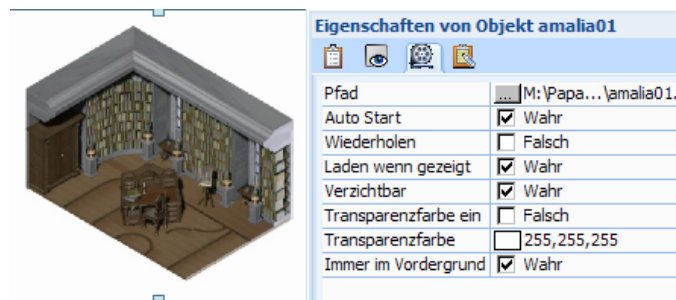 Eigenschaften von Objekt amalia01
Pfad ... M:\Papa...\amalia01.
Auto Start Wahr
Wiederholen Falsch
Laden wenn gezeigt Wahr
Verzichtbar Wahr
Transparenzfarbe ein Falsch
Transparenzfarbe 255,255,255
Immer im Vordergrund Wahr